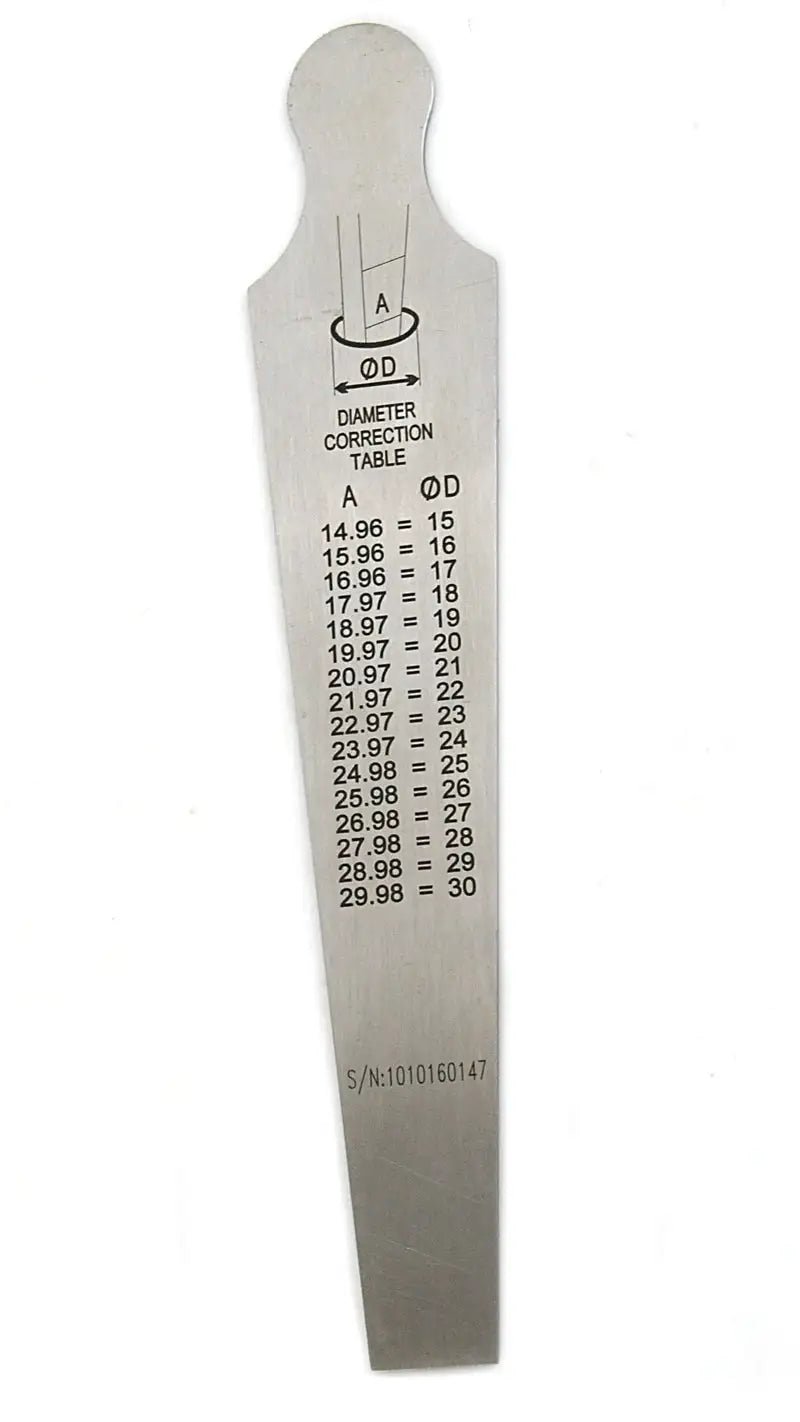 A
ØD
DIAMETER
CORRECTION
TABLE
A ØD
14.96 = 15
15.96 = 16
16.96 = 17
17.97 = 18
18.97 = 19
19.97 = 20
20.97 = 21
21.97 = 22
22.97 = 23
23.97 = 24
24.98 = 25
25.98 = 26
26.98 = 27
27.98 = 28
28.98 = 29
29.98 = 30
S/N:1010160147